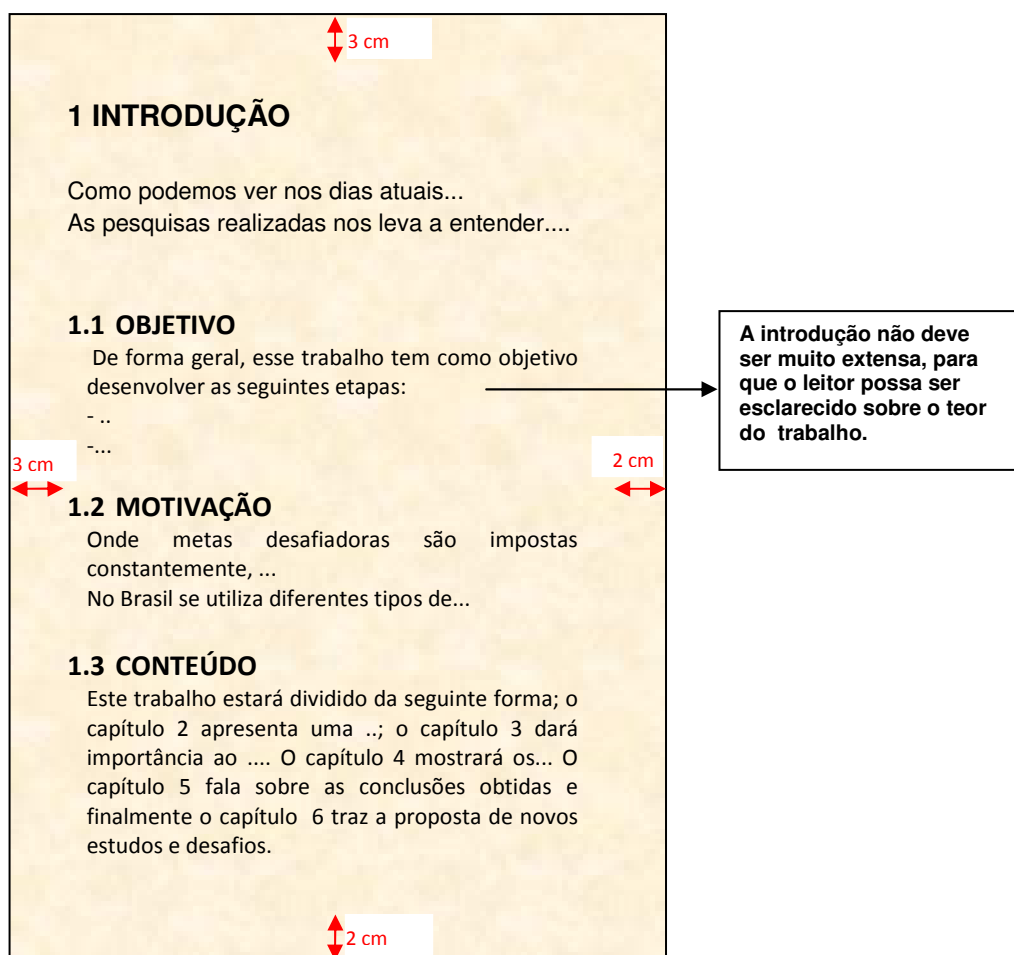 3 cm
1 INTRODUÇÃO
Como podemos ver nos dias atuais...
As pesquisas realizadas nos leva a entender....
1.1 OBJETIVO
De forma geral, esse trabalho tem como objetivo
desenvolver as seguintes etapas:
- ..
-...
3 cm
2 cm
1.2 MOTIVAÇÃO
Onde metas desafiadoras são impostas
constantemente, ...
No Brasil se utiliza diferentes tipos de...
1.3 CONTEÚDO
Este trabalho estará dividido da seguinte forma; o
capítulo 2 apresenta uma ..; o capítulo 3 dará
importância ao .... O capítulo 4 mostrará os... O
capítulo 5 fala sobre as conclusões obtidas e
finalmente o capítulo 6 traz a proposta de novos
estudos e desafios.
2 cm
A introdução não deve
ser muito extensa, para
que o leitor possa ser
esclarecido sobre o teor
do trabalho.